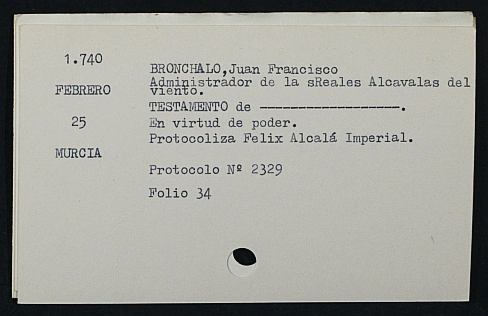 1.740
BRONCHALO,Juan Francisco
Administrador de la sReales Alcavalas del
FEBRERO viento.
TESTAMENTO de -------------------.
25 En virtud de poder.
Protocoliza Felix Alcalá Imperial.
MURCIA
Protocolo Nº 2329
Folio 34